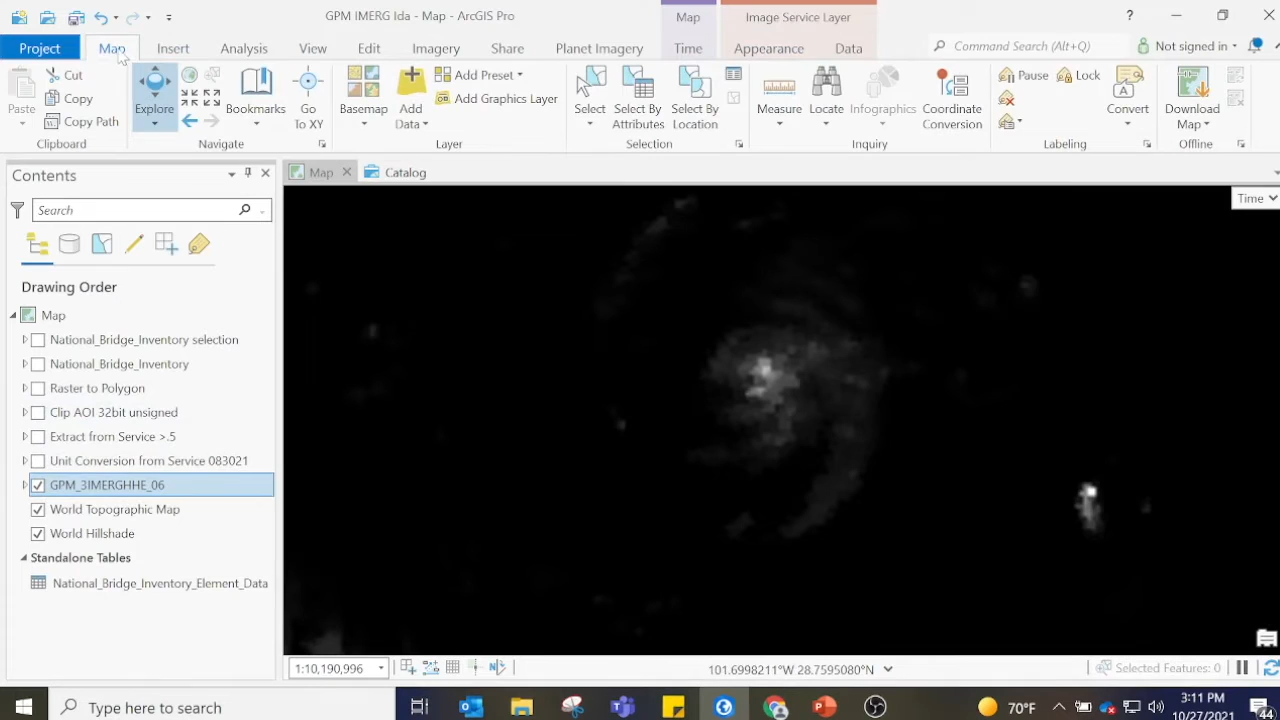 GPM IMERG Ida - Map - ArcGIS Pro
Map
Image Service Layer
?
Project
Map
Insert
Analysis
View
Edit
Imagery
Share
Planet Imagery
Time
Appearance
Data
Command Search (Alt+Q)
Not signed in
Paste
Cut
Copy
Copy Path
Clipboard
Explore
Bookmarks
Go
To XY
Navigate
Basemap
Add
Data
Add Preset
Add Graphics Layer
Layer
Select
Select By
Attributes
Select By
Location
Selection
Measure
Locate
Infographics
Coordinate
Conversion
Inquiry
Pause
Lock
Convert
Labeling
Download
Map
Offline
Contents
Search
Drawing Order
Map
National_Bridge_Inventory selection
National_Bridge_Inventory
Raster to Polygon
Clip AOI 32bit unsigned
Extract from Service >.5
Unit Conversion from Service 083021
GPM_3IMERGHHE_06
World Topographic Map
World Hillshade
Standalone Tables
National_Bridge_Inventory_Element_Data
Map
Catalog
Time
1:10,190,996
101.6998211°W 28.7595080°N
Selected Features: 0
Type here to search
70°F
3:11 PM
10/27/2021
44